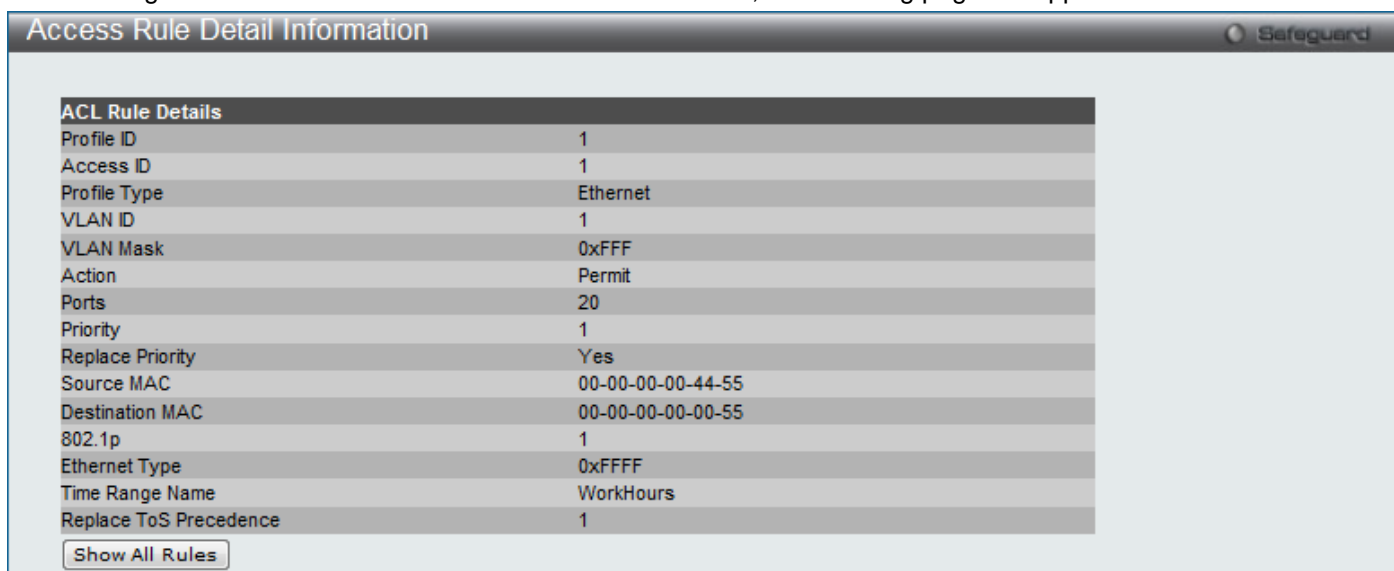 Access Rule Detail Information
Safeguard
ACL Rule Details
Profile ID 1
Access ID 1
Profile Type Ethernet
VLAN ID 1
VLAN Mask 0xFFF
Action Permit
Ports 20
Priority 1
Replace Priority Yes
Source MAC 00-00-00-00-44-55
Destination MAC 00-00-00-00-00-55
802.1p 1
Ethernet Type 0xFFFF
Time Range Name WorkHours
Replace ToS Precedence 1
Show All Rules